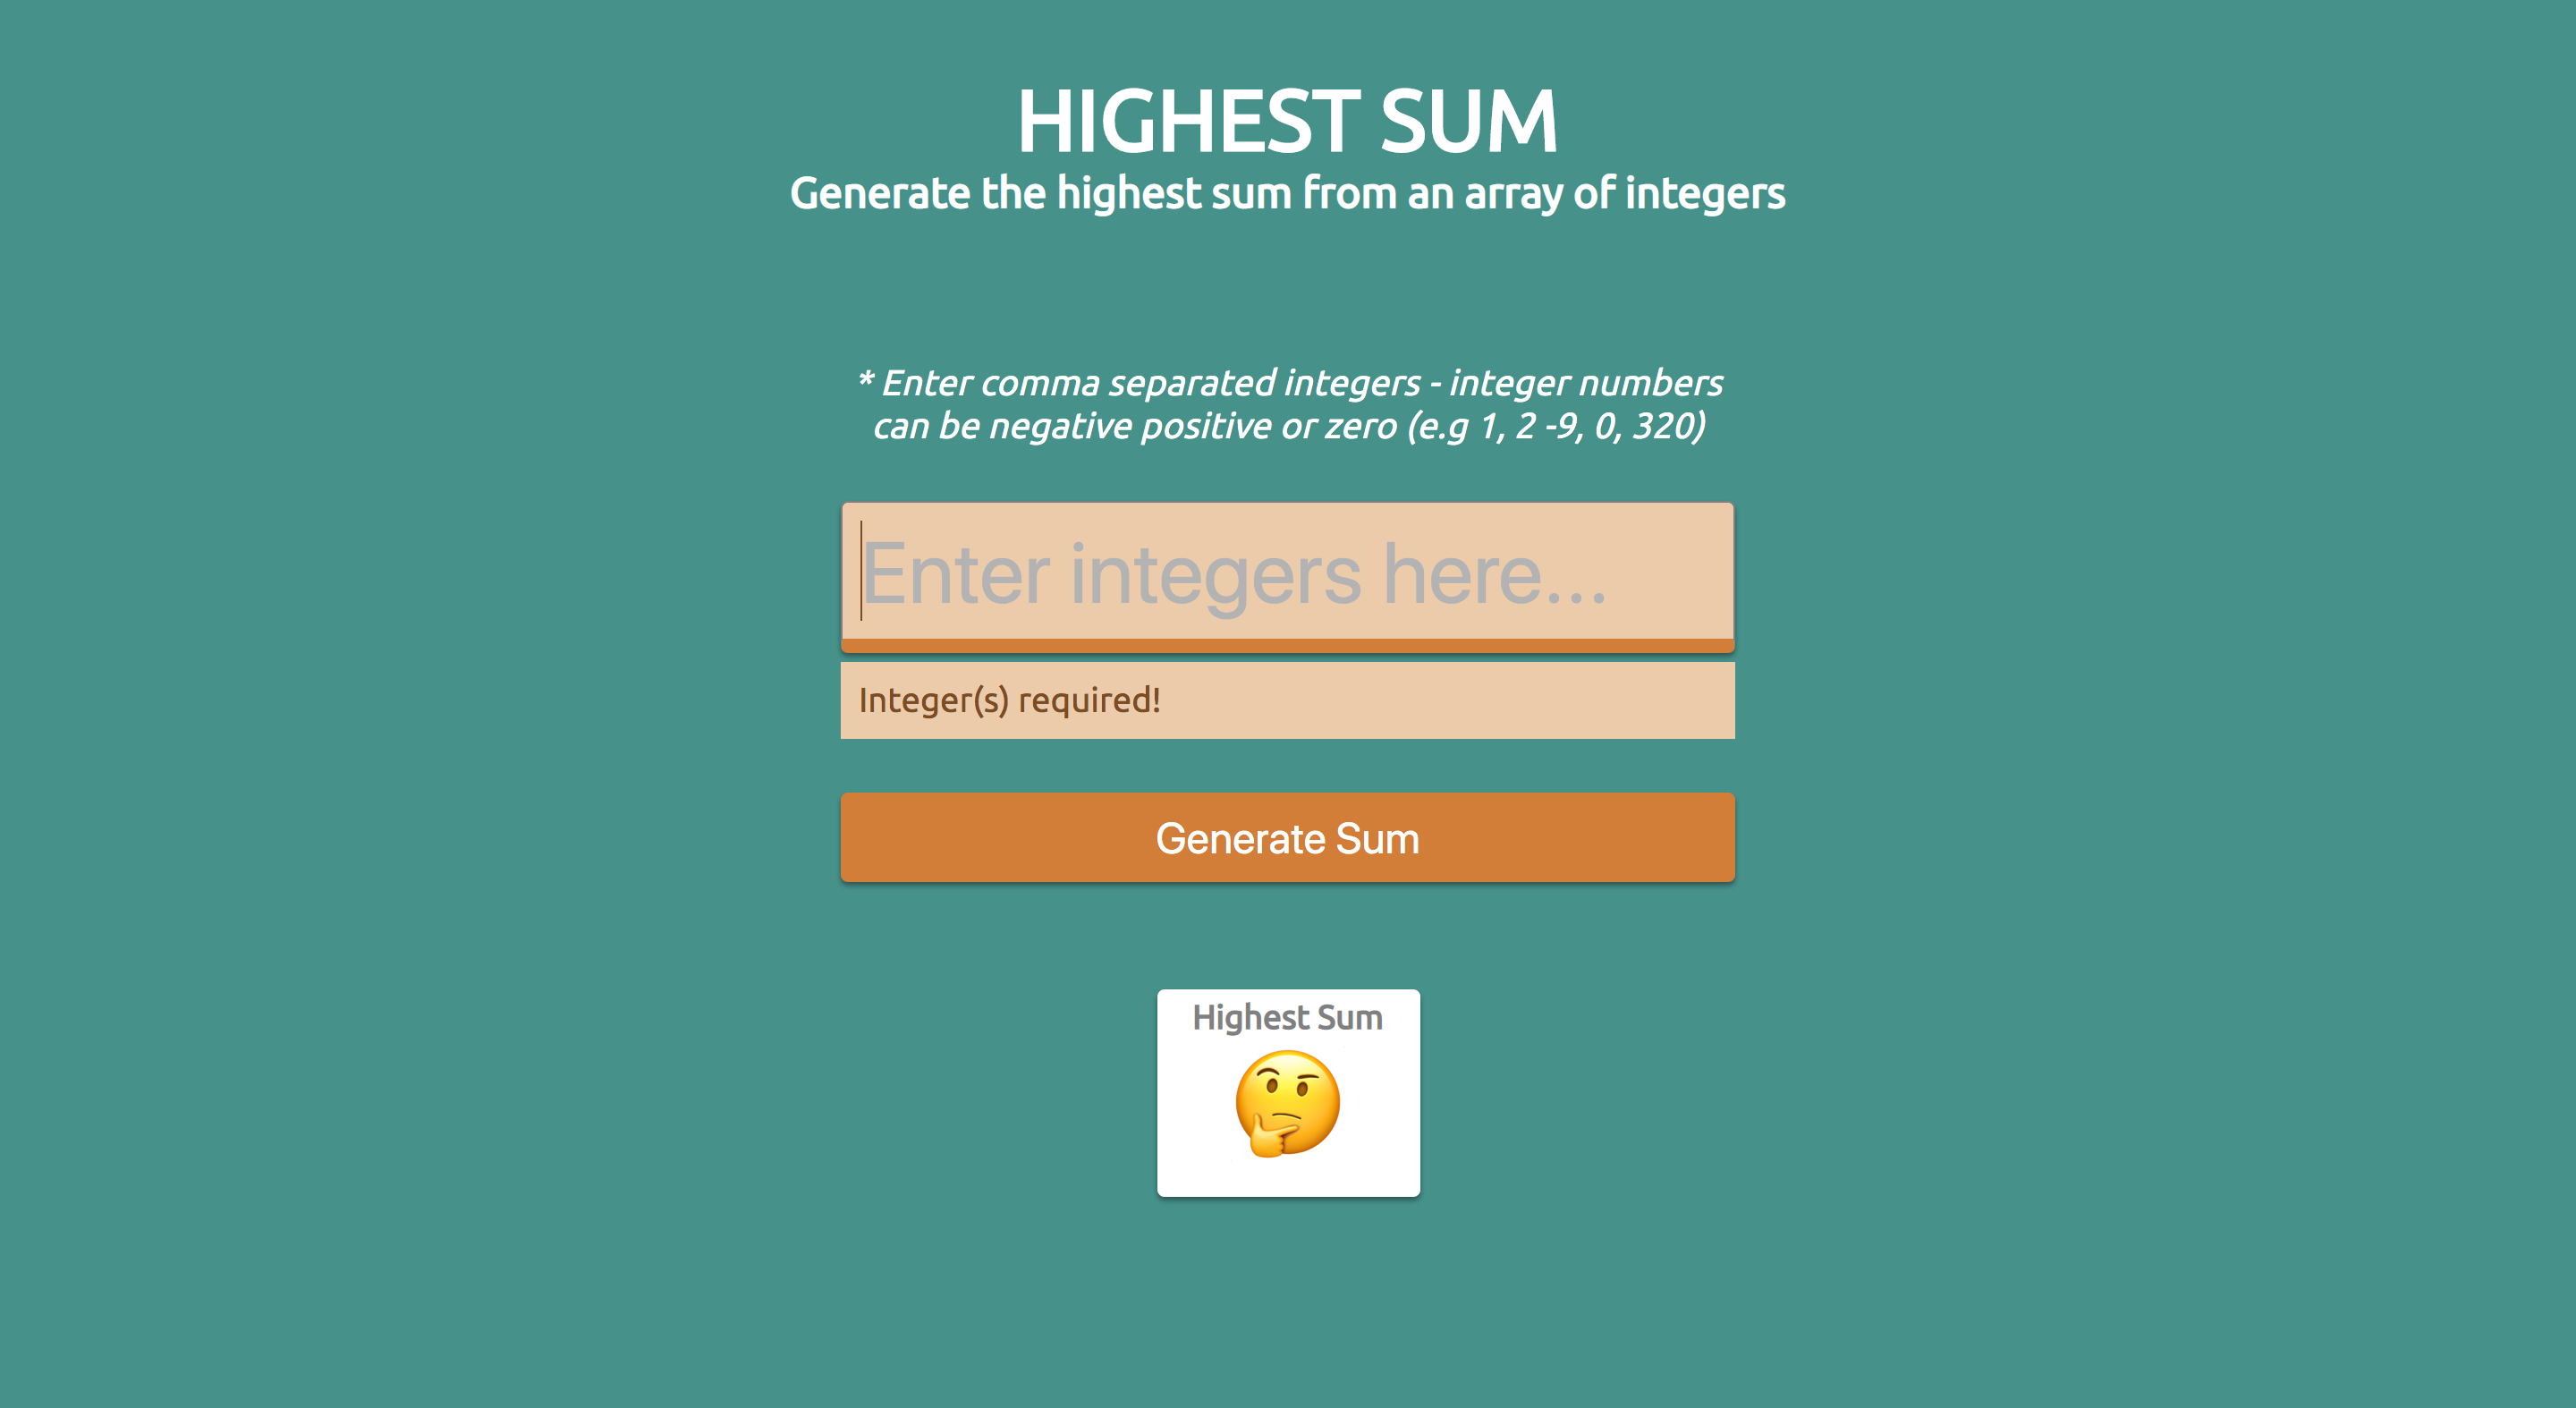 HIGHEST SUM
Generate the highest sum from an array of integers
* Enter comma separated integers - integer numbers
can be negative positive or zero (e.g 1, 2 -9, 0, 320)
Enter integers here...
Integer(s) required!
Generate Sum
Highest Sum